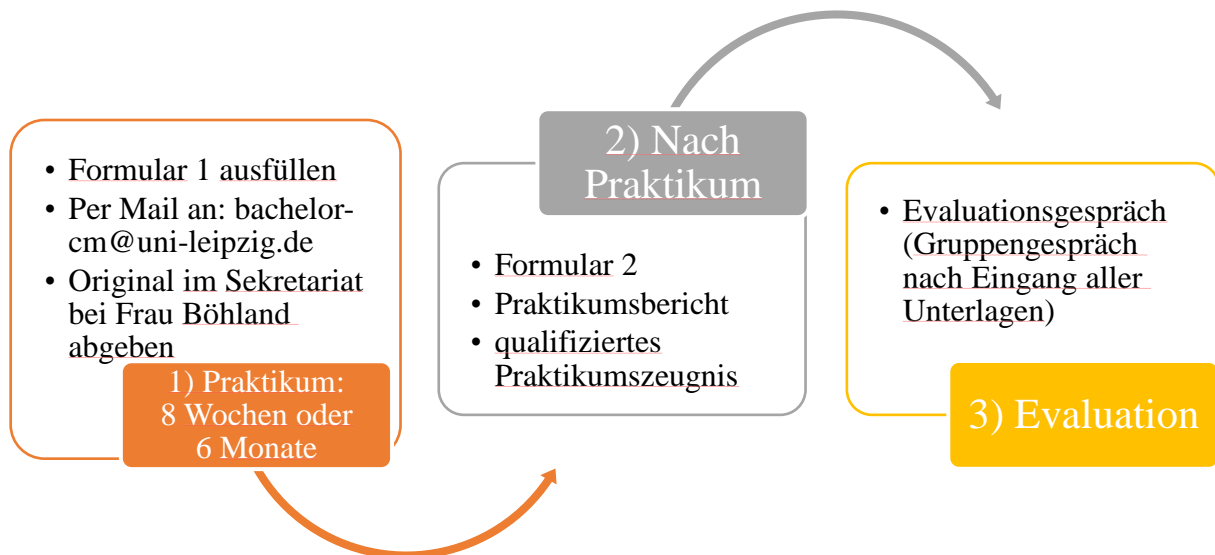 • Formular 1 ausfüllen
• Per Mail an: bachelor-
cm@uni-leipzig.de
• Original im Sekretariat
bei Frau Böhland
abgeben
1) Praktikum:
8 Wochen oder
6 Monate
2) Nach
Praktikum
• Formular 2
• Praktikumsbericht
• qualifiziertes
Praktikumszeugnis
• Evaluationsgespräch
(Gruppengespräch
nach Eingang aller
Unterlagen)
3) Evaluation